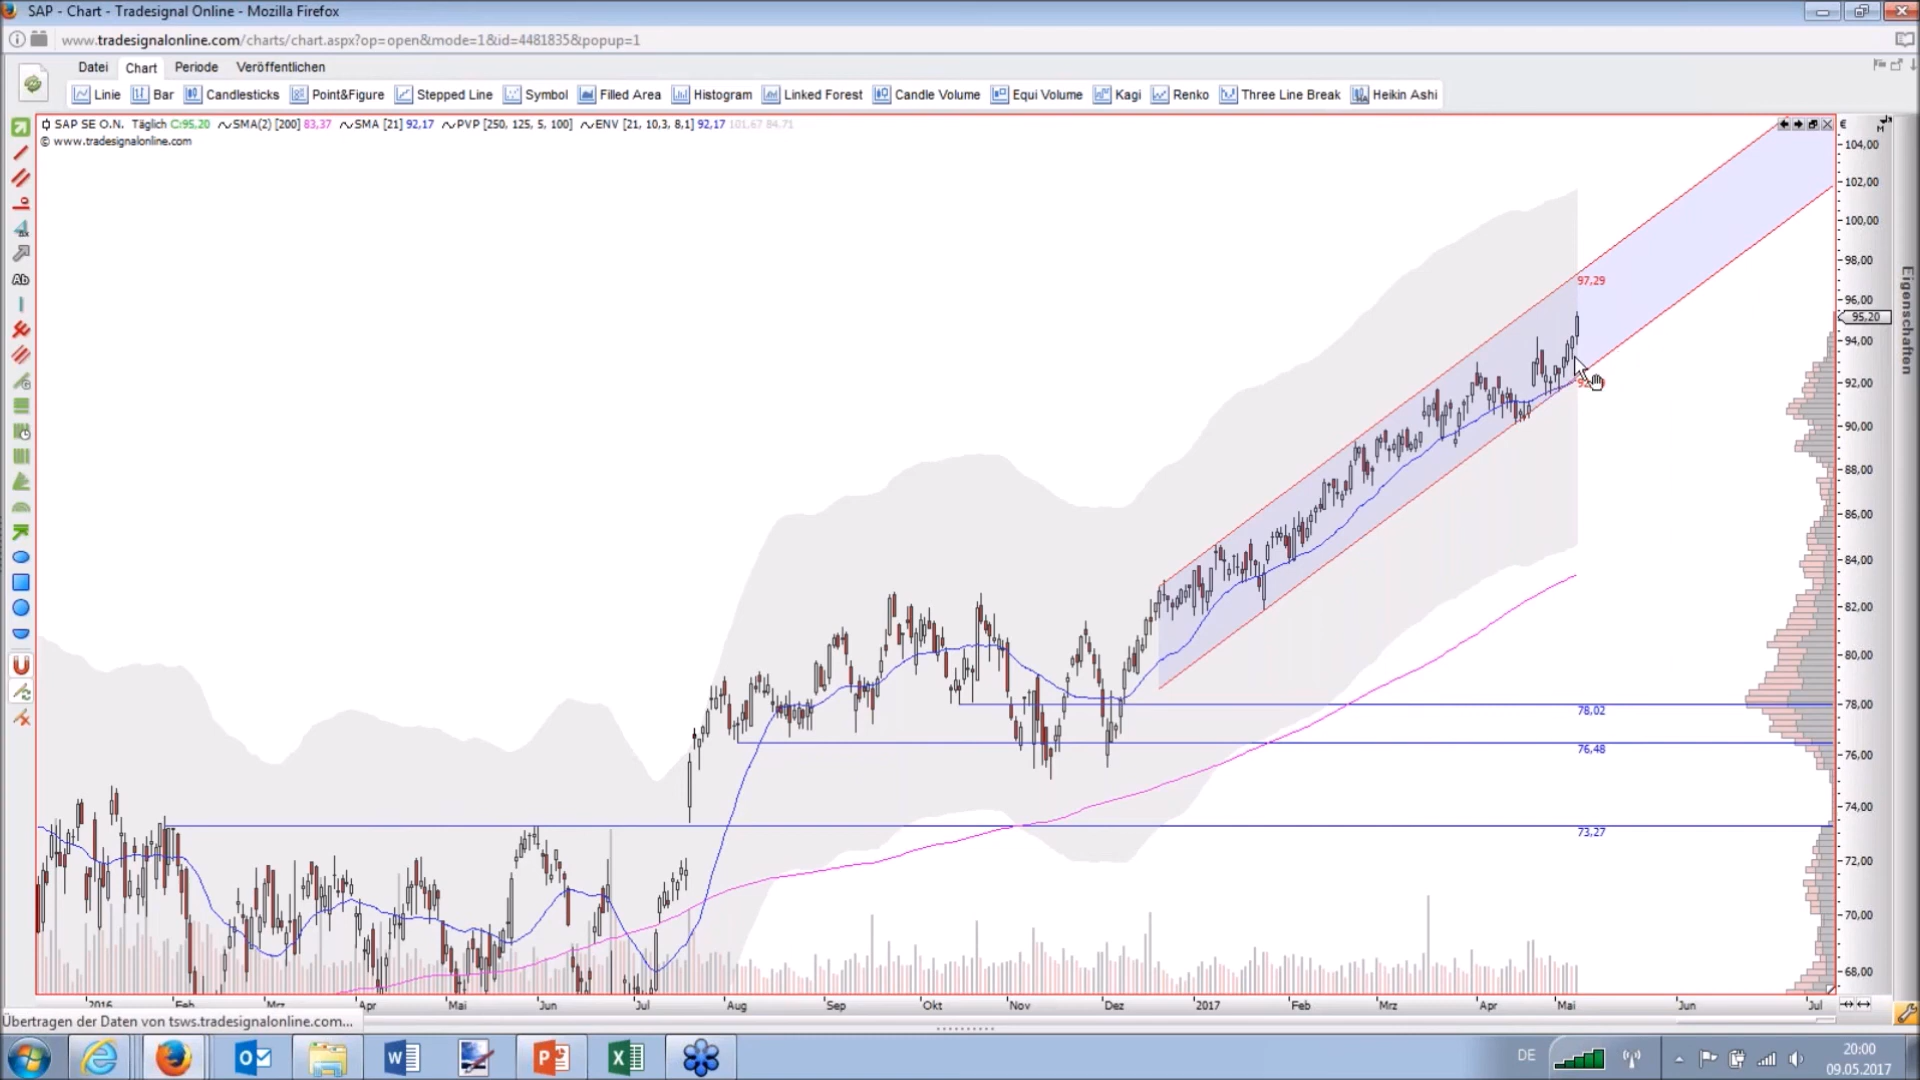 SAP - Chart - Tradesignal Online - Mozilla Firefox
www.tradesignalonline.com/charts/chart.aspx?op=open&mode=1&id=4481835&popup=1
Datei Chart Periode Veröffentlichen
Linie Bar Candlesticks Point&Figure Stepped Line Symbol Filled Area Histogram Linked Forest Candle Volume Equi Volume Kagi Renko Three Line Break Heikin Ashi
SAP SE O.N. Täglich C:95,20 SMA(2) [200] 83,37 SMA [21] 92,17 PVP [250, 125, 5, 100] ENV [21, 10,3, 8,1] 92,17 101,67 84,71
© www.tradesignalonline.com
Ab
€
M
104,00
102,00
100,00
98,00
97,29
96,00
95,20
94,00
92,00
90,00
88,00
86,00
84,00
82,00
80,00
78,00
78,02
76,48
76,00
74,00
73,27
72,00
70,00
68,00
Eigenschaften
2016 Feb Mrz Apr Mai Jun Jul Aug Sep Okt Nov Dez 2017 Feb Mrz Apr Mai Jun Jul
Übertragen der Daten von tsws.tradesignalonline.com...
DE
20:00
09.05.2017